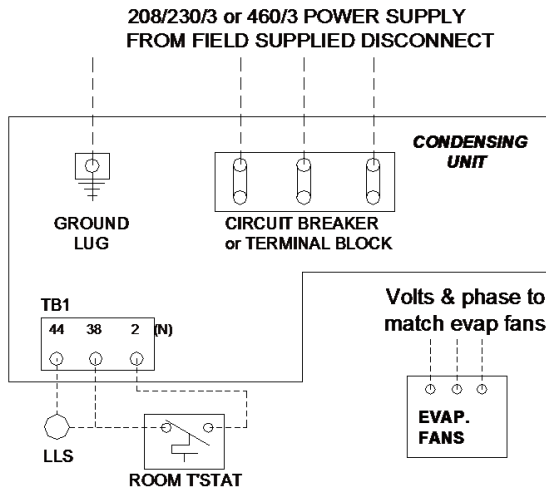 208/230/3 or 460/3 POWER SUPPLY
FROM FIELD SUPPLIED DISCONNECT
CONDENSING
UNIT
GROUND
LUG
CIRCUIT BREAKER
or TERMINAL BLOCK
TB1
44 38 2 (N)
Volts & phase to
match evap fans
LLS
ROOM T'STAT
EVAP.
FANS